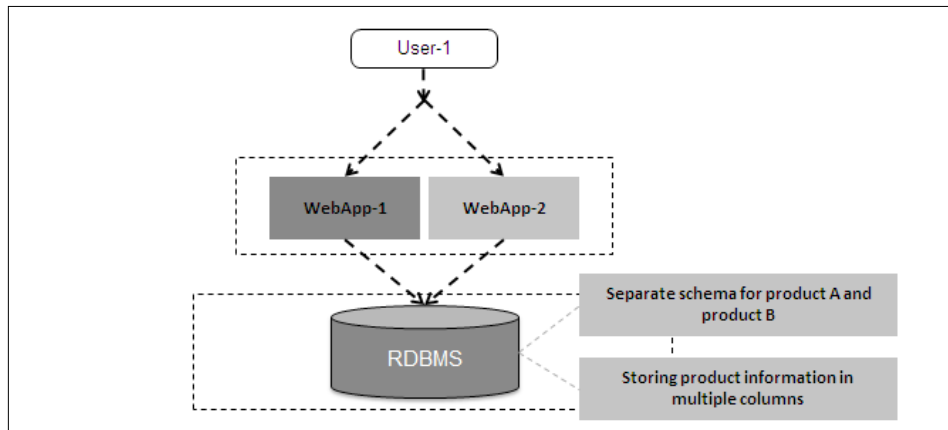 User-1
WebApp-1
WebApp-2
RDBMS
Separate schema for product A and
product B
Storing product information in
multiple columns